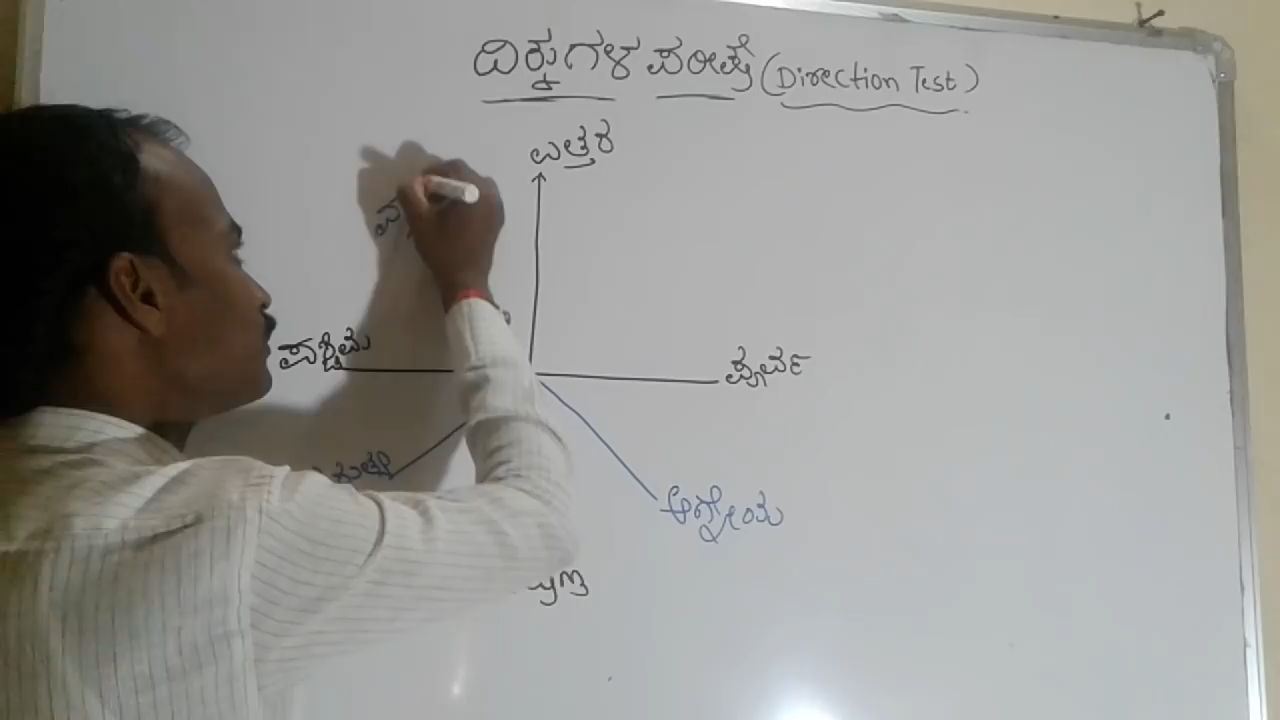 ದಿಕ್ಕುಗಳ ಪರೀಕ್ಷೆ (Direction Test)
ಉತ್ತರ
ಪಶ್ಚಿಮ
ಪೂರ್ವ
ಆಗ್ನೇಯ